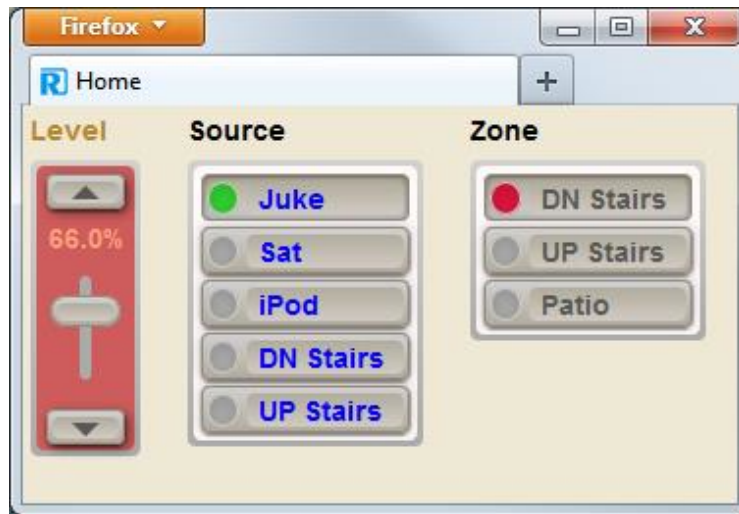 Firefox
Home
Level
Source
Zone
66.0%
Juke
Sat
iPod
DN Stairs
UP Stairs
DN Stairs
UP Stairs
Patio